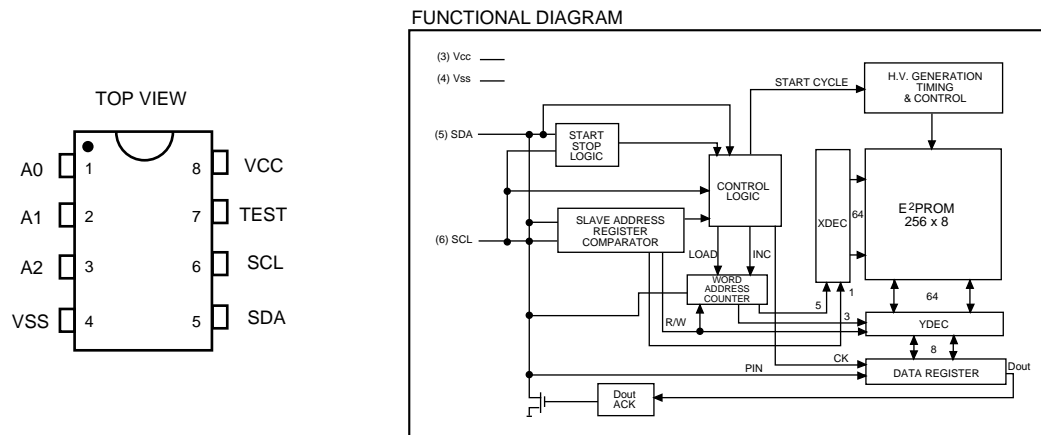 TOP VIEW
A0 1 8 VCC
A1 2 7 TEST
A2 3 6 SCL
VSS 4 5 SDA
FUNCTIONAL DIAGRAM
(3) Vcc
(4) Vss
START CYCLE
H.V. GENERATION
TIMING
& CONTROL
(5) SDA
START
STOP
LOGIC
CONTROL
LOGIC
XDEC
64
E2PROM
256 x 8
(6) SCL
SLAVE ADDRESS
REGISTER
COMPARATOR
LOAD
INC
WORD
ADDRESS
COUNTER
1
5
64
R/W
3
YDEC
8
CK
PIN
DATA REGISTER
Dout
Dout
ACK